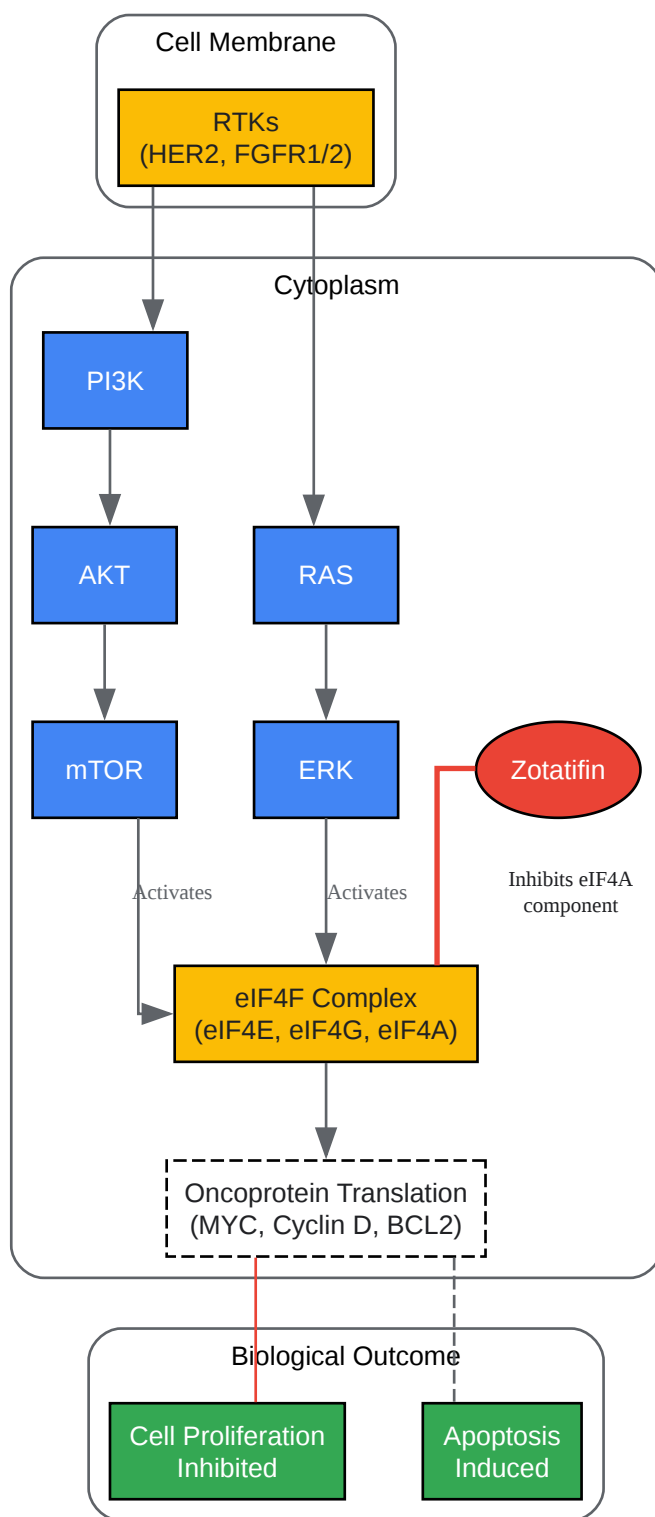 Cell Membrane
RTKs
(HER2, FGFR1/2)
Cytoplasm
PI3K
AKT
RAS
mTOR
ERK
Zotatifin
Activates
Activates
Inhibits eIF4A
component
eIF4F Complex
(eIF4E, eIF4G, eIF4A)
Oncoprotein Translation
(MYC, Cyclin D, BCL2)
Biological Outcome
Cell Proliferation
Inhibited
Apoptosis
Induced